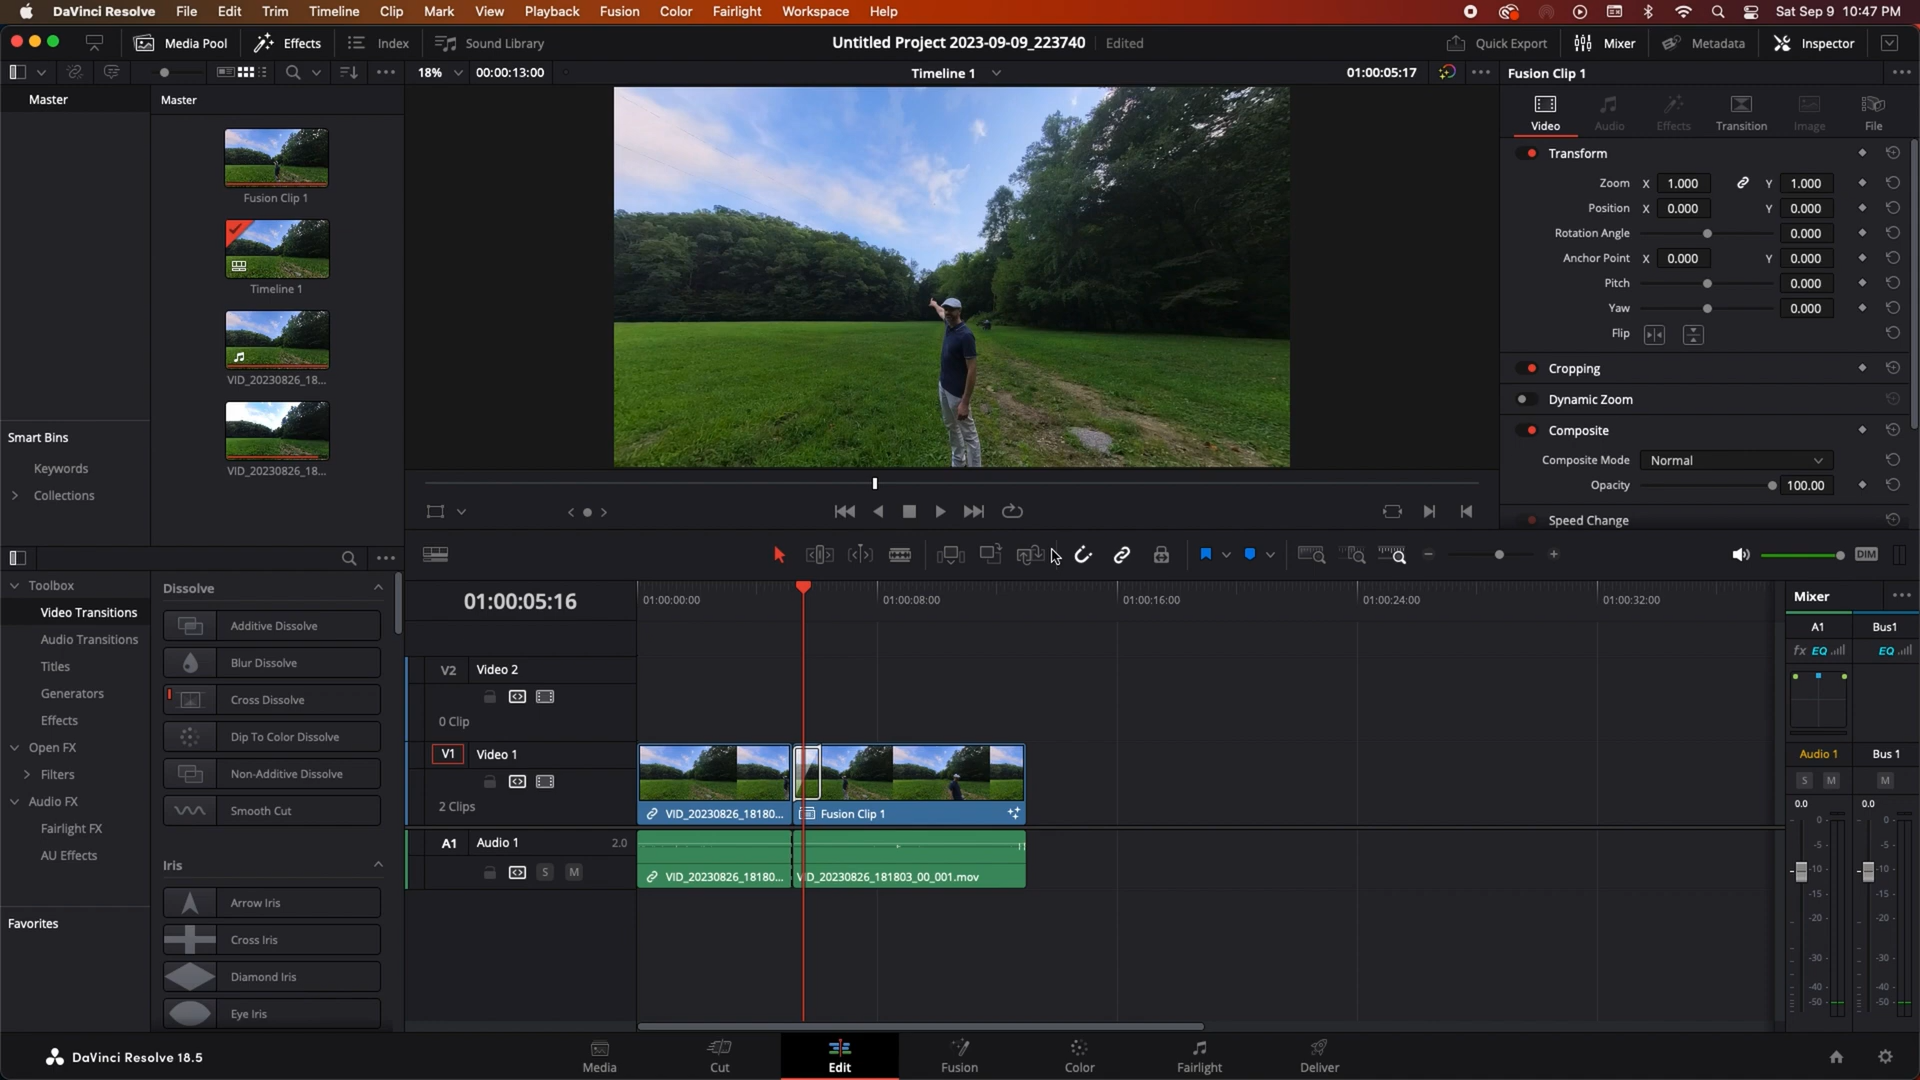 DaVinci Resolve File Edit Trim Timeline Clip Mark View Playback Fusion Color Fairlight Workspace Help
Sat Sep 9 10:47 PM
Media Pool Effects Index Sound Library
Untitled Project 2023-09-09_223740 Edited
Quick Export Mixer Metadata Inspector
18% 00:00:13:00
Timeline 1
01:00:05:17
Fusion Clip 1
Master
Master
Fusion Clip 1
Timeline 1
VID_20230826_18...
VID_20230826_18...
Smart Bins
Keywords
Collections
Video Audio Effects Transition Image File
Transform
Zoom X 1.000 Y 1.000
Position X 0.000 Y 0.000
Rotation Angle 0.000
Anchor Point X 0.000 Y 0.000
Pitch 0.000
Yaw 0.000
Flip
Cropping
Dynamic Zoom
Composite
Composite Mode Normal
Opacity 100.00
Speed Change
DIM
Toolbox
Video Transitions
Audio Transitions
Titles
Generators
Effects
Open FX
Filters
Audio FX
Fairlight FX
AU Effects
Favorites
Dissolve
Additive Dissolve
Blur Dissolve
Cross Dissolve
Dip To Color Dissolve
Non-Additive Dissolve
Smooth Cut
Iris
Arrow Iris
Cross Iris
Diamond Iris
Eye Iris
01:00:05:16
01:00:00:00 01:00:08:00 01:00:16:00 01:00:24:00 01:00:32:00
V2 Video 2
0 Clip
V1 Video 1
2 Clips
VID_20230826_18180... Fusion Clip 1
A1 Audio 1 2.0
S M
VID_20230826_18180... VID_20230826_181803_00_001.mov
Mixer
A1 Bus1
fx EQ EQ
Audio 1 Bus 1
S M M
0.0 0.0
0 0
-5 -5
-10 -10
-15 -15
-20 -20
-30 -30
-40 -40
-50 -50
DaVinci Resolve 18.5
Media Cut Edit Fusion Color Fairlight Deliver